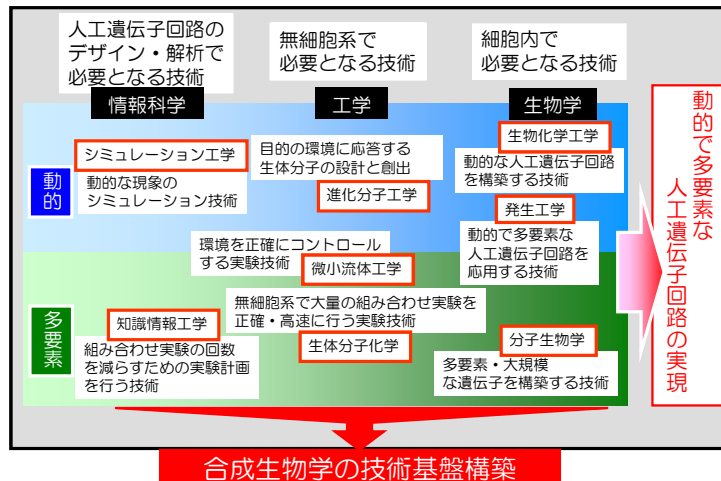 人工遺伝子回路の
デザイン・解析で
必要となる技術
無細胞系で
必要となる技術
細胞内で
必要となる技術
情報科学
工学
生物学
動的
シミュレーション工学
動的な現象の
シミュレーション技術
目的の環境に応答する
生体分子の設計と創出
進化分子工学
生物化学工学
動的な人工遺伝子回路
を構築する技術
発生工学
動的で多要素な
人工遺伝子回路を
応用する技術
環境を正確にコントロール
する実験技術
微小流体工学
多要素
知識情報工学
組み合わせ実験の回数
を減らすための実験計画
を行う技術
無細胞系で大量の組み合わせ実験を
正確・高速に行う実験技術
生体分子化学
分子生物学
多要素・大規模
な遺伝子を構築する技術
動的で多要素な
人工遺伝子回路の実現
合成生物学の技術基盤構築